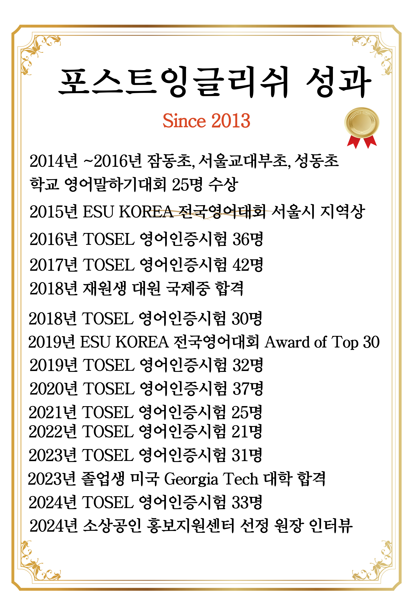 포스트잉글리쉬 성과
Since 2013
2014년 ~2016년 잠동초, 서울교대부초, 성동초
학교 영어말하기대회 25명 수상
2015년 ESU KOREA 전국영어대회 서울시 지역상
2016년 TOSEL 영어인증시험 36명
2017년 TOSEL 영어인증시험 42명
2018년 재원생 대원 국제중 합격
2018년 TOSEL 영어인증시험 30명
2019년 ESU KOREA 전국영어대회 Award of Top 30
2019년 TOSEL 영어인증시험 32명
2020년 TOSEL 영어인증시험 37명
2021년 TOSEL 영어인증시험 25명
2022년 TOSEL 영어인증시험 21명
2023년 TOSEL 영어인증시험 31명
2023년 졸업생 미국 Georgia Tech 대학 합격
2024년 TOSEL 영어인증시험 33명
2024년 소상공인 홍보지원센터 선정 원장 인터뷰